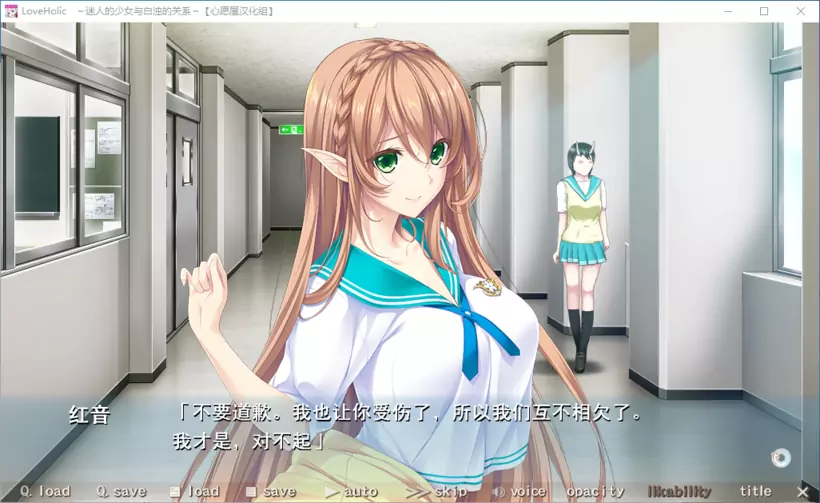 LoveHolic ～迷人的少女与白浊的关系～【心愿屋汉化组】
红音
「不要道歉。我也让你受伤了，所以我们互不相欠了。
我才是，对不起」
Q. load Q. save load save auto skip voice opacity likability title